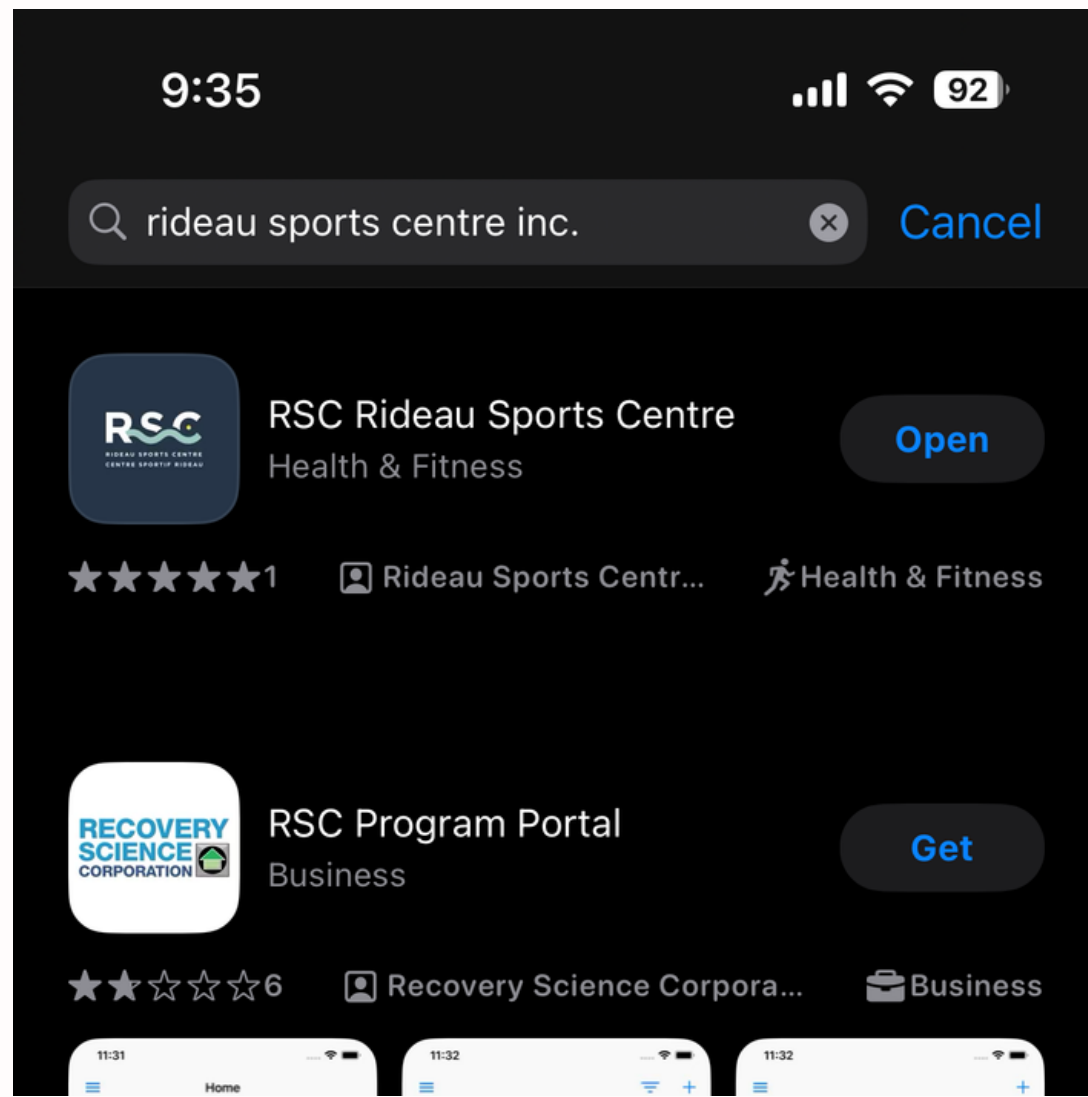 9:35
92
rideau sports centre inc.
Cancel
RSC
RIDEAU SPORTS CENTRE
CENTRE SPORTIF RIDEAU
RSC Rideau Sports Centre
Health & Fitness
Open
1
Rideau Sports Centr...
Health & Fitness
RECOVERY
SCIENCE
CORPORATION
RSC Program Portal
Business
Get
6
Recovery Science Corpora...
Business
11:31
11:32
11:32
Home